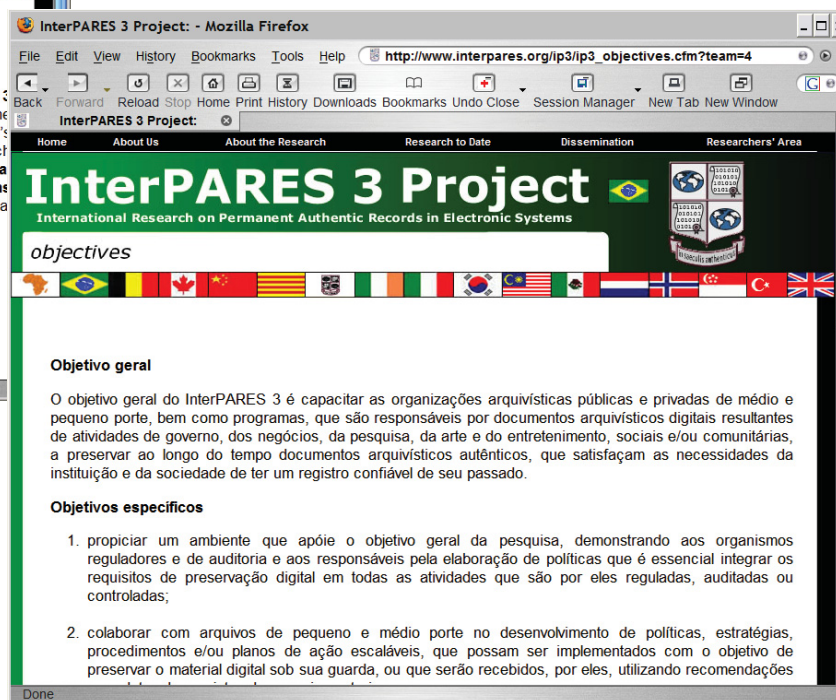 InterPARES 3 Project: - Mozilla Firefox
File Edit View History Bookmarks Tools Help http://www.interpares.org/ip3/ip3_objectives.cfm?team=4
Back Forward Reload Stop Home Print History Downloads Bookmarks Undo Close Session Manager New Tab New Window
InterPARES 3 Project:
Home About Us About the Research Research to Date Dissemination Researchers' Area
InterPARES 3 Project
International Research on Permanent Authentic Records in Electronic Systems
objectives
Objetivo geral
O objetivo geral do InterPARES 3 é capacitar as organizações arquivísticas públicas e privadas de médio e
pequeno porte, bem como programas, que são responsáveis por documentos arquivísticos digitais resultantes
de atividades de governo, dos negócios, da pesquisa, da arte e do entretenimento, sociais e/ou comunitárias,
a preservar ao longo do tempo documentos arquivísticos autênticos, que satisfaçam as necessidades da
instituição e da sociedade de ter um registro confiável de seu passado.
Objetivos especificos
1. propiciar um ambiente que apóie o objetivo geral da pesquisa, demonstrando aos organismos
reguladores e de auditoria e aos responsáveis pela elaboração de políticas que é essencial integrar os
requisitos de preservação digital em todas as atividades que são por eles reguladas, auditadas ou
controladas;
2. colaborar com arquivos de pequeno e médio porte no desenvolvimento de políticas, estratégias,
procedimentos e/ou planos de ação escaláveis, que possam ser implementados com o objetivo de
preservar o material digital sob sua guarda, ou que serão recebidos, por eles, utilizando recomendações
Done